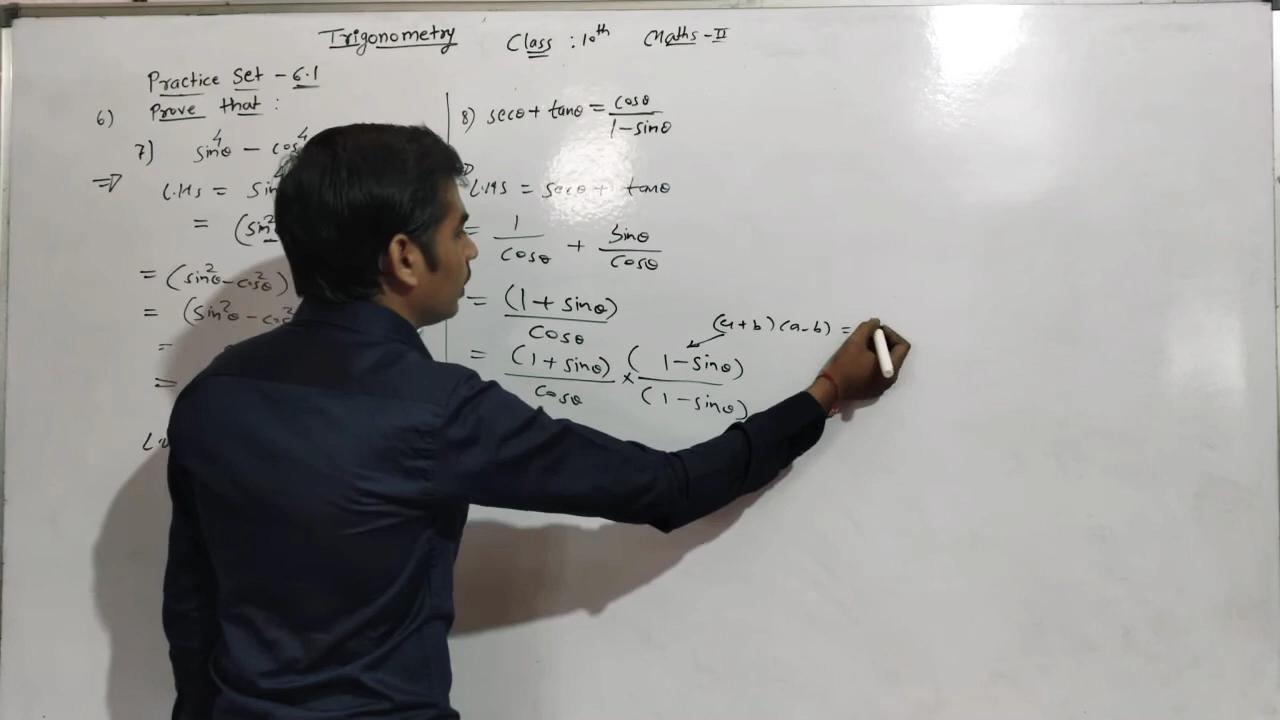 Trigonometry Class : 10th Maths - II
Practice Set - 6.1
6) Prove that :
7) sin⁴θ - cos⁴
⇒ L.H.S = sin
= (sin²
= (sin²θ - cos²θ)
= (sin²θ - cos²
=
=
8) secθ + tanθ = cosθ / 1 - sinθ
L.H.S = secθ + tanθ
= 1/cosθ + sinθ/cosθ
= (1 + sinθ)/cosθ
(a+b)(a-b) =
= (1 + sinθ)/cosθ × (1 - sinθ)/(1 - sinθ)